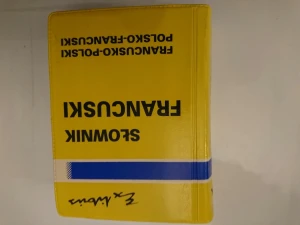 Ex libris
SŁOWNIK
FRANCUSKI
FRANCUSKO-POLSKI
POLSKO-FRANCUSKI